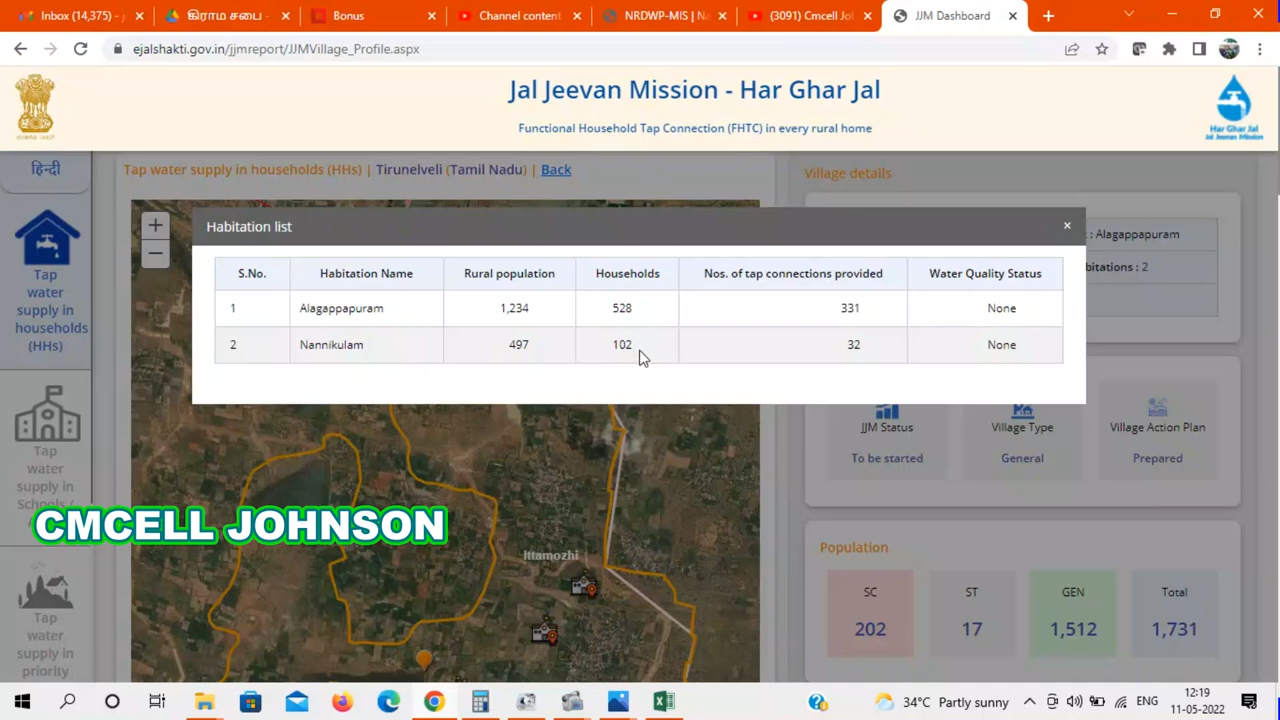 Inbox (14,375) -
கிராம சபை -
Bonus
Channel content
NRDWP-MIS | Na
(3091) Cmcell Jo
JJM Dashboard
ejalshakti.gov.in/jjmreport/JJMVillage_Profile.aspx
Jal Jeevan Mission - Har Ghar Jal
Functional Household Tap Connection (FHTC) in every rural home
Har Ghar Jal
Jal Jeevan Mission
हिन्दी
Tap water supply in households (HHs) | Tirunelveli (Tamil Nadu) | Back
Village details
: Alagappapuram
bitations : 2
Habitation list
S.No. Habitation Name Rural population Households Nos. of tap connections provided Water Quality Status
1 Alagappapuram 1,234 528 331 None
2 Nannikulam 497 102 32 None
Tap
water
supply in
households
(HHs)
Tap
water
supply in
Schools /
JJM Status
To be started
Village Type
General
Village Action Plan
Prepared
CMCELL JOHNSON
Ittamozhi
Population
SC
202
ST
17
GEN
1,512
Total
1,731
Tap
water
supply in
priority
34°C Partly sunny
ENG
12:19
11-05-2022